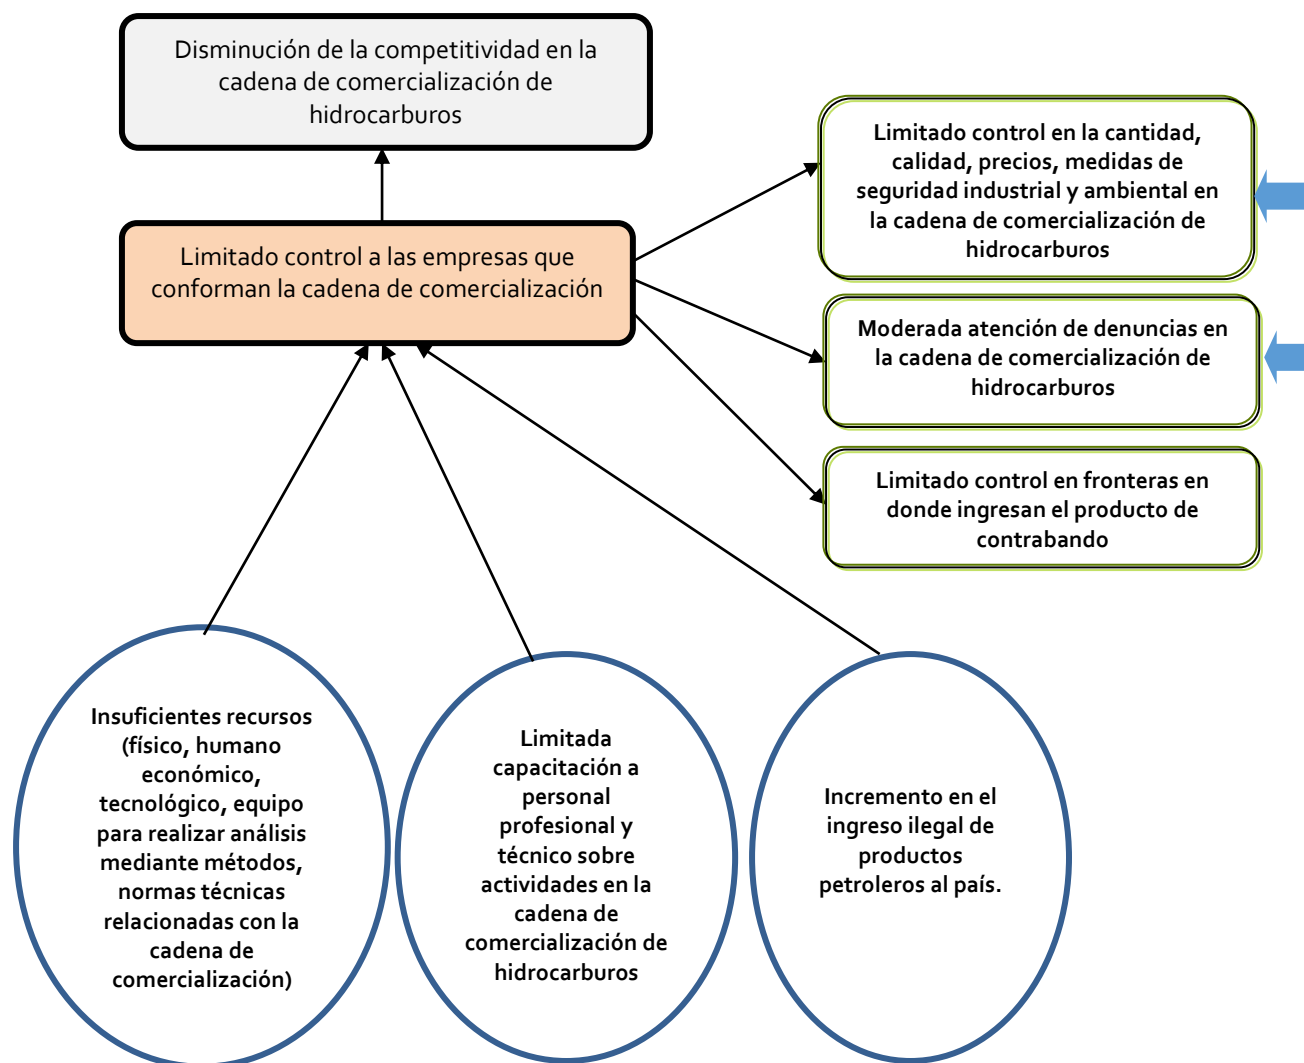 Disminución de la competitividad en la
cadena de comercialización de
hidrocarburos
Limitado control en la cantidad,
calidad, precios, medidas de
seguridad industrial y ambiental en
la cadena de comercialización de
hidrocarburos
Limitado control a las empresas que
conforman la cadena de comercialización
Moderada atención de denuncias en
la cadena de comercialización de
hidrocarburos
Limitado control en fronteras en
donde ingresan el producto de
contrabando
Insuficientes recursos
(físico, humano
económico,
tecnológico, equipo
para realizar análisis
mediante métodos,
normas técnicas
relacionadas con la
cadena de
comercialización)
Limitada
capacitación a
personal
profesional y
técnico sobre
actividades en la
cadena de
comercialización de
hidrocarburos
Incremento en el
ingreso ilegal de
productos
petroleros al país.